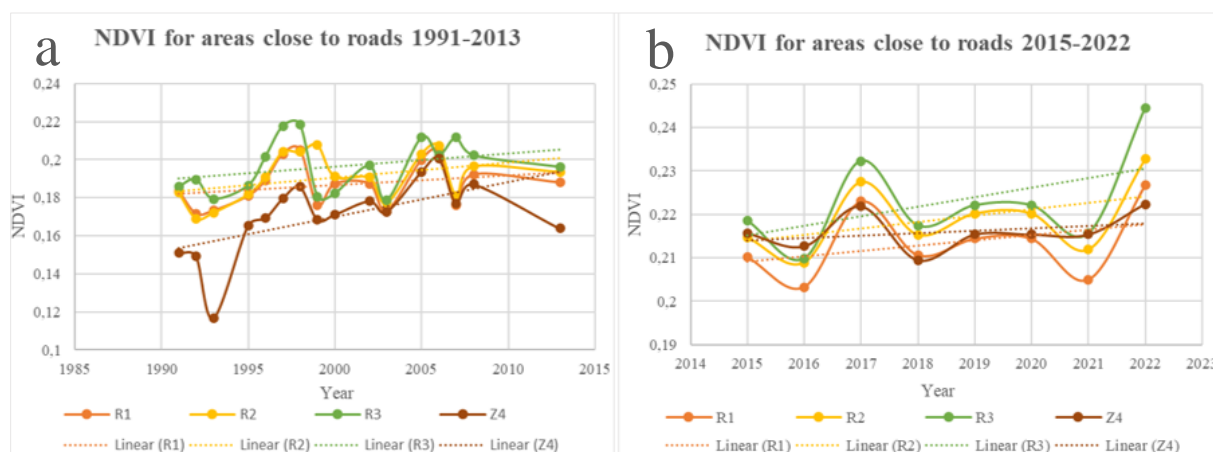 a
NDVI for areas close to roads 1991-2013
0,24
0,22
0,2
0,18
0,16
0,14
0,12
0,1
NDVI
1985 1990 1995 2000 2005 2010 2015
Year
R1 R2 R3 Z4
Linear (R1) Linear (R2) Linear (R3) Linear (Z4)
b
NDVI for areas close to roads 2015-2022
0,25
0,24
0,23
0,22
0,21
0,2
0,19
NDVI
2014 2015 2016 2017 2018 2019 2020 2021 2022 2023
Year
R1 R2 R3 Z4
Linear (R1) Linear (R2) Linear (R3) Linear (Z4)